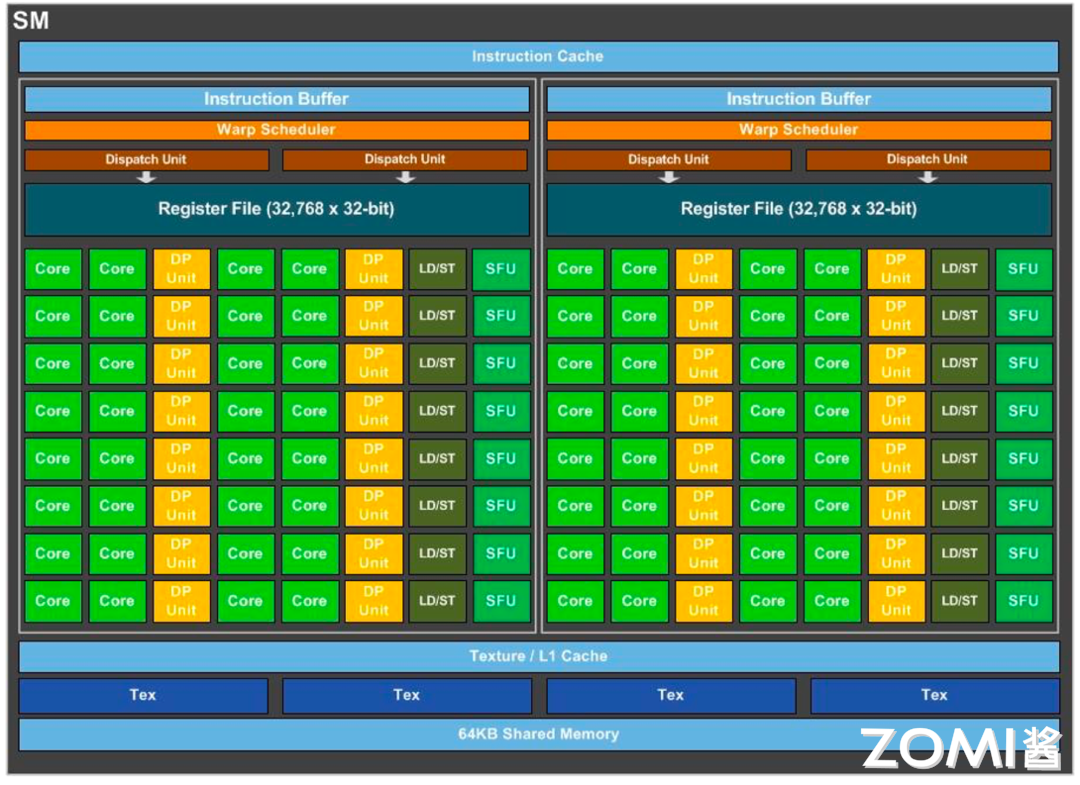 SM
Instruction Cache
Instruction Buffer Instruction Buffer
Warp Scheduler Warp Scheduler
Dispatch Unit Dispatch Unit Dispatch Unit Dispatch Unit
Register File (32,768 x 32-bit) Register File (32,768 x 32-bit)
Core Core DP Unit Core Core DP Unit LD/ST SFU Core Core DP Unit Core Core DP Unit LD/ST SFU
Core Core DP Unit Core Core DP Unit LD/ST SFU Core Core DP Unit Core Core DP Unit LD/ST SFU
Core Core DP Unit Core Core DP Unit LD/ST SFU Core Core DP Unit Core Core DP Unit LD/ST SFU
Core Core DP Unit Core Core DP Unit LD/ST SFU Core Core DP Unit Core Core DP Unit LD/ST SFU
Core Core DP Unit Core Core DP Unit LD/ST SFU Core Core DP Unit Core Core DP Unit LD/ST SFU
Core Core DP Unit Core Core DP Unit LD/ST SFU Core Core DP Unit Core Core DP Unit LD/ST SFU
Core Core DP Unit Core Core DP Unit LD/ST SFU Core Core DP Unit Core Core DP Unit LD/ST SFU
Core Core DP Unit Core Core DP Unit LD/ST SFU Core Core DP Unit Core Core DP Unit LD/ST SFU
Texture / L1 Cache
Tex Tex Tex Tex
64KB Shared Memory
ZOMI酱